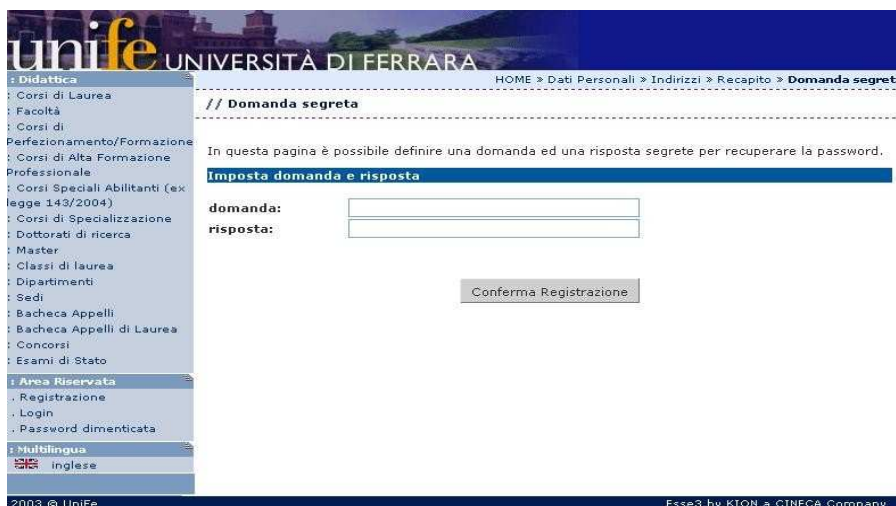 unife UNIVERSITÀ DI FERRARA
HOME » Dati Personali » Indirizzi » Recapito » Domanda segret
: Didattica
: Corsi di Laurea
: Facoltà
: Corsi di
Perfezionamento/Formazione
: Corsi di Alta Formazione
Professionale
: Corsi Speciali Abilitanti (ex
legge 143/2004)
: Corsi di Specializzazione
: Dottorati di ricerca
: Master
: Classi di laurea
: Dipartimenti
: Sedi
: Bacheca Appelli
: Bacheca Appelli di Laurea
: Concorsi
: Esami di Stato
: Area Riservata
. Registrazione
. Login
. Password dimenticata
: Multilingua
inglese
// Domanda segreta
In questa pagina è possibile definire una domanda ed una risposta segrete per recuperare la password.
Imposta domanda e risposta
domanda:
risposta:
Conferma Registrazione
2003 © UniFe
Esse3 by KION a CINECA Company